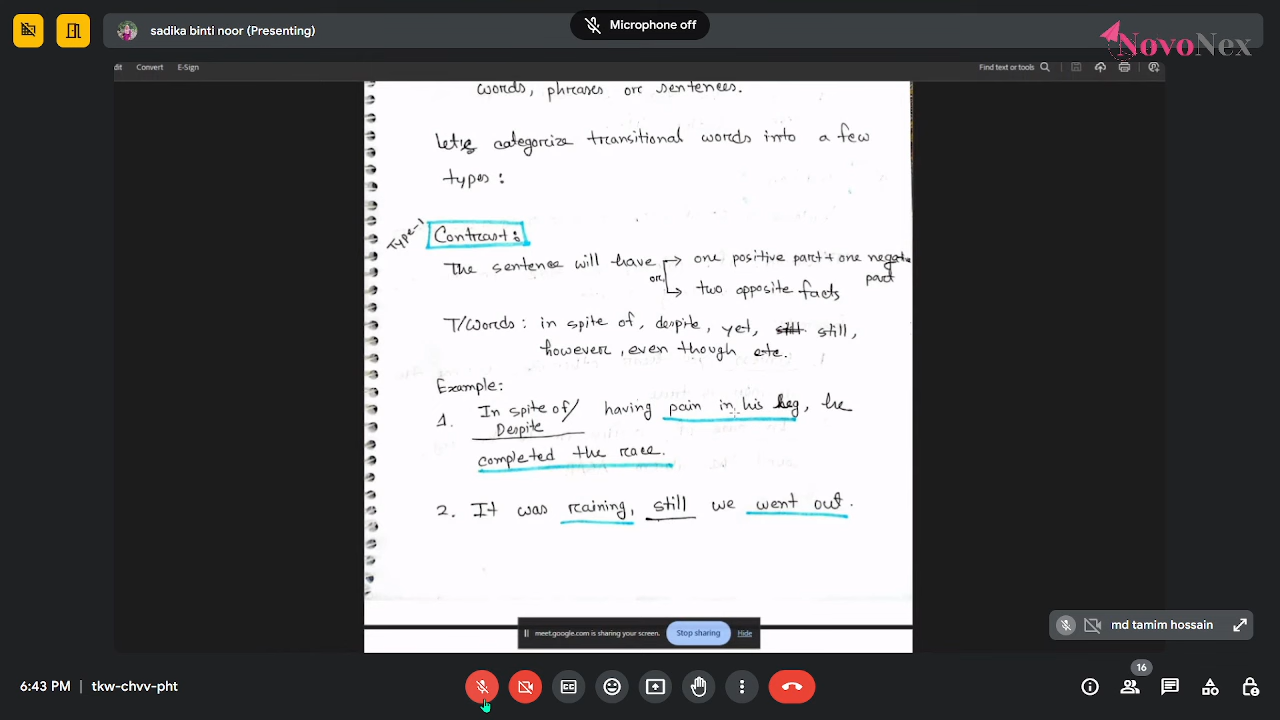 sadika binti noor (Presenting)
Microphone off
NovoNex
dit Convert E-Sign
Find text or tools
words, phrases or sentences.
Let's categorize transitional words into a few
types:
Type-1
Contrast:
The sentence will have → one positive part + one negative
part
or
→ two opposite facts
T/Words: in spite of, despite, yet, still still,
however, even though etc.
Example:
1. In spite of/ having pain in his leg, he
Despite
completed the race.
2. It was raining, still we went out.
meet.google.com is sharing your screen. Stop sharing Hide
md tamim hossain
16
6:43 PM | tkw-chvv-pht